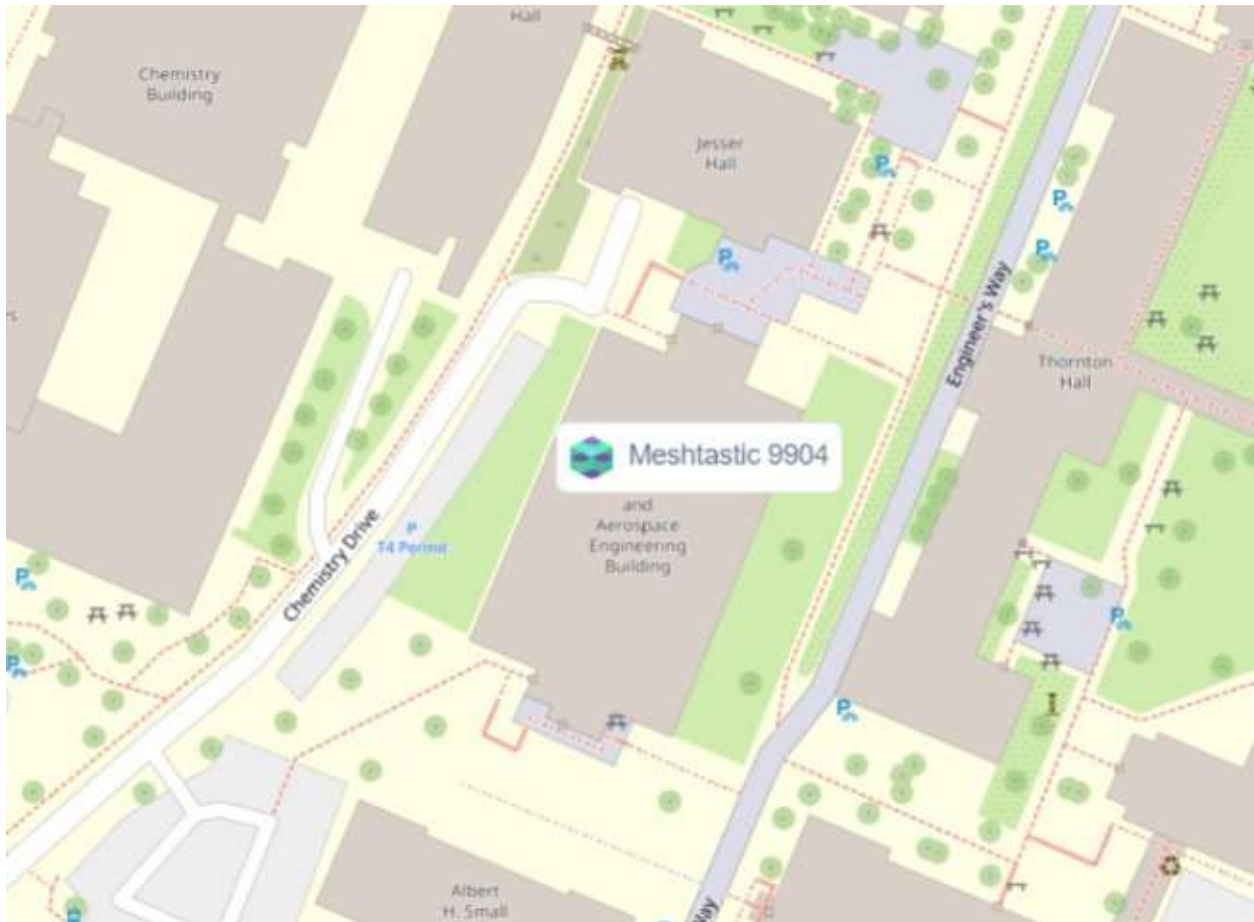 Hall
Chemistry
Building
Jesser
Hall
Engineer's Way
Thornton
Hall
Meshtastic 9904
and
Aerospace
Engineering
Building
P
T4 Permit
Chemistry Drive
Albert
H. Small
Way